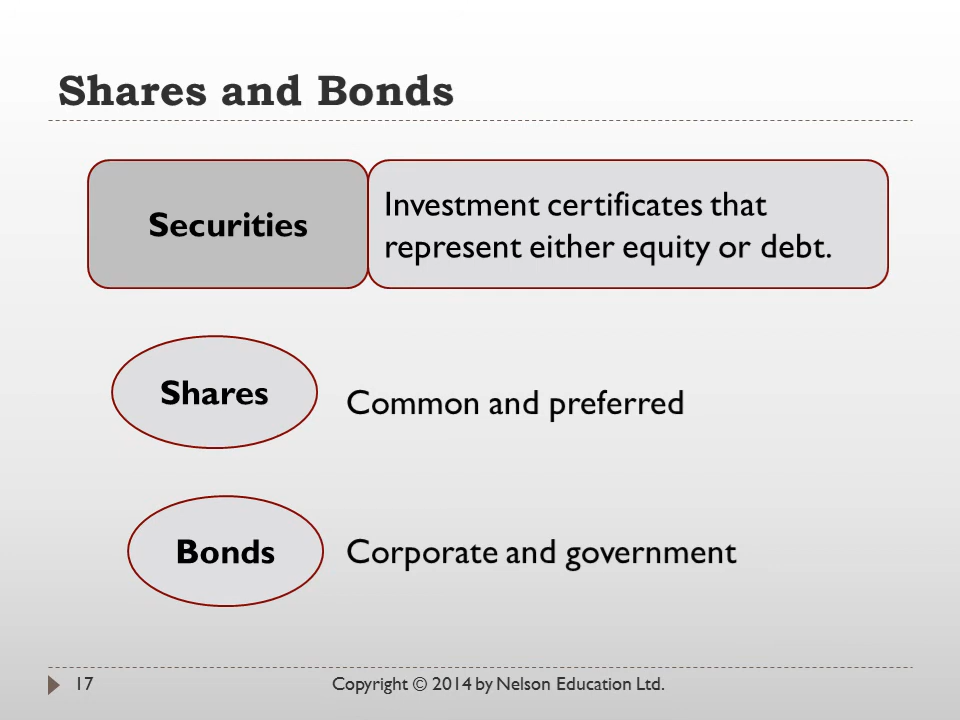 Shares and Bonds
Securities
Investment certificates that
represent either equity or debt.
Shares
Common and preferred
Bonds
Corporate and government
17
Copyright © 2014 by Nelson Education Ltd.